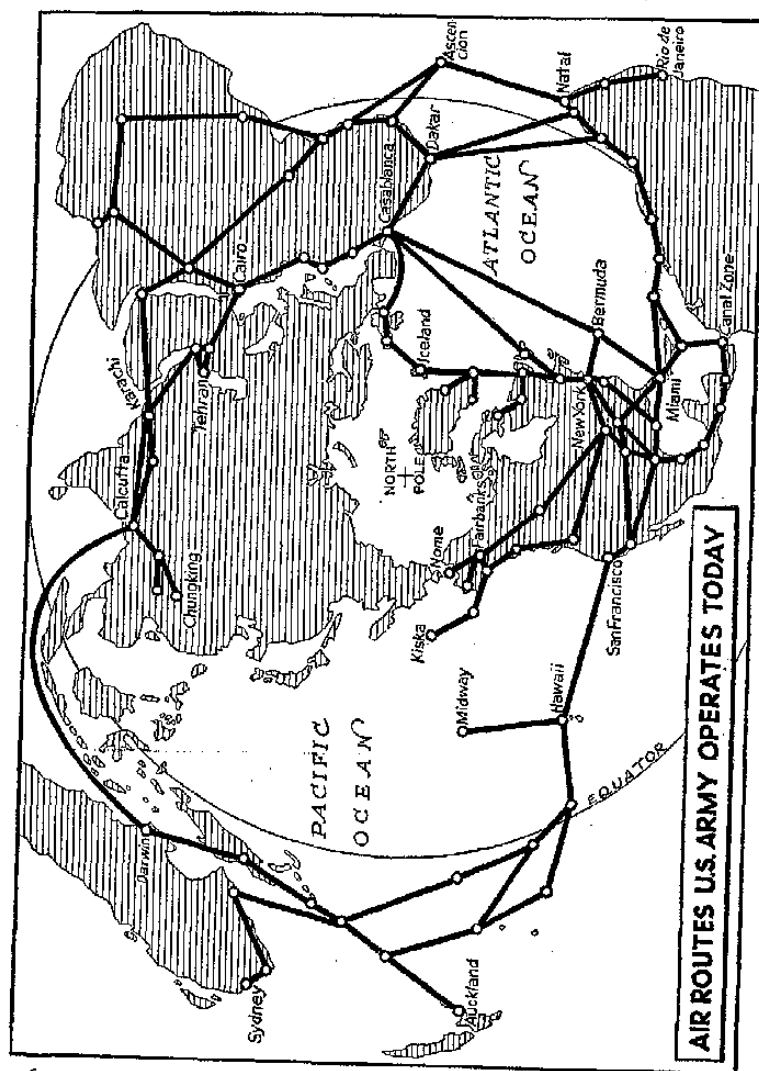 Ascen-
cion
Natal
Rio de
Janeiro
Dakar
Casablanca
ATLANTIC
OCEAN
Cairo
Bermuda
Canal Zone
Karachi
Tehran
Iceland
New York
Miami
Calcutta
NORTH
POLE
Chungking
Nome
Fairbanks
Kiska
San Francisco
Midway
Hawaii
PACIFIC
OCEAN
EQUATOR
Darwin
Sydney
Auckland
AIR ROUTES U.S. ARMY OPERATES TODAY